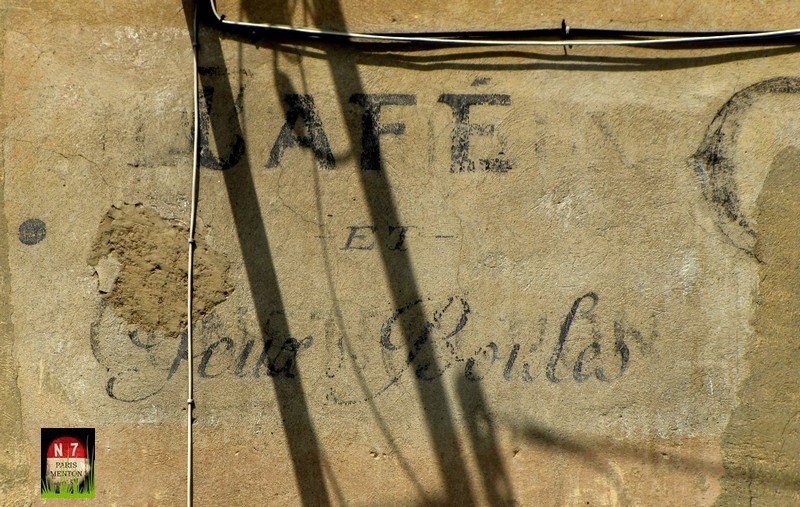 CAFÉ
- ET -
Jeux Boules
N 7
PARIS
MENTON